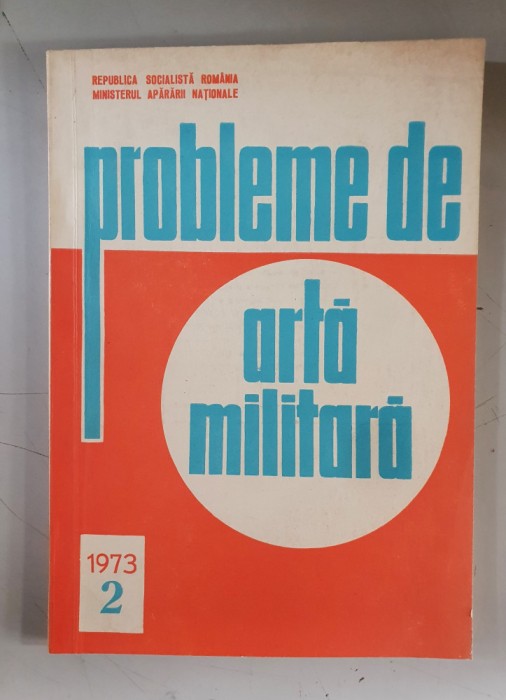 REPUBLICA SOCIALISTĂ ROMÂNIA
MINISTERUL APĂRĂRII NAȚIONALE
probleme de
artă
militară
1973
2